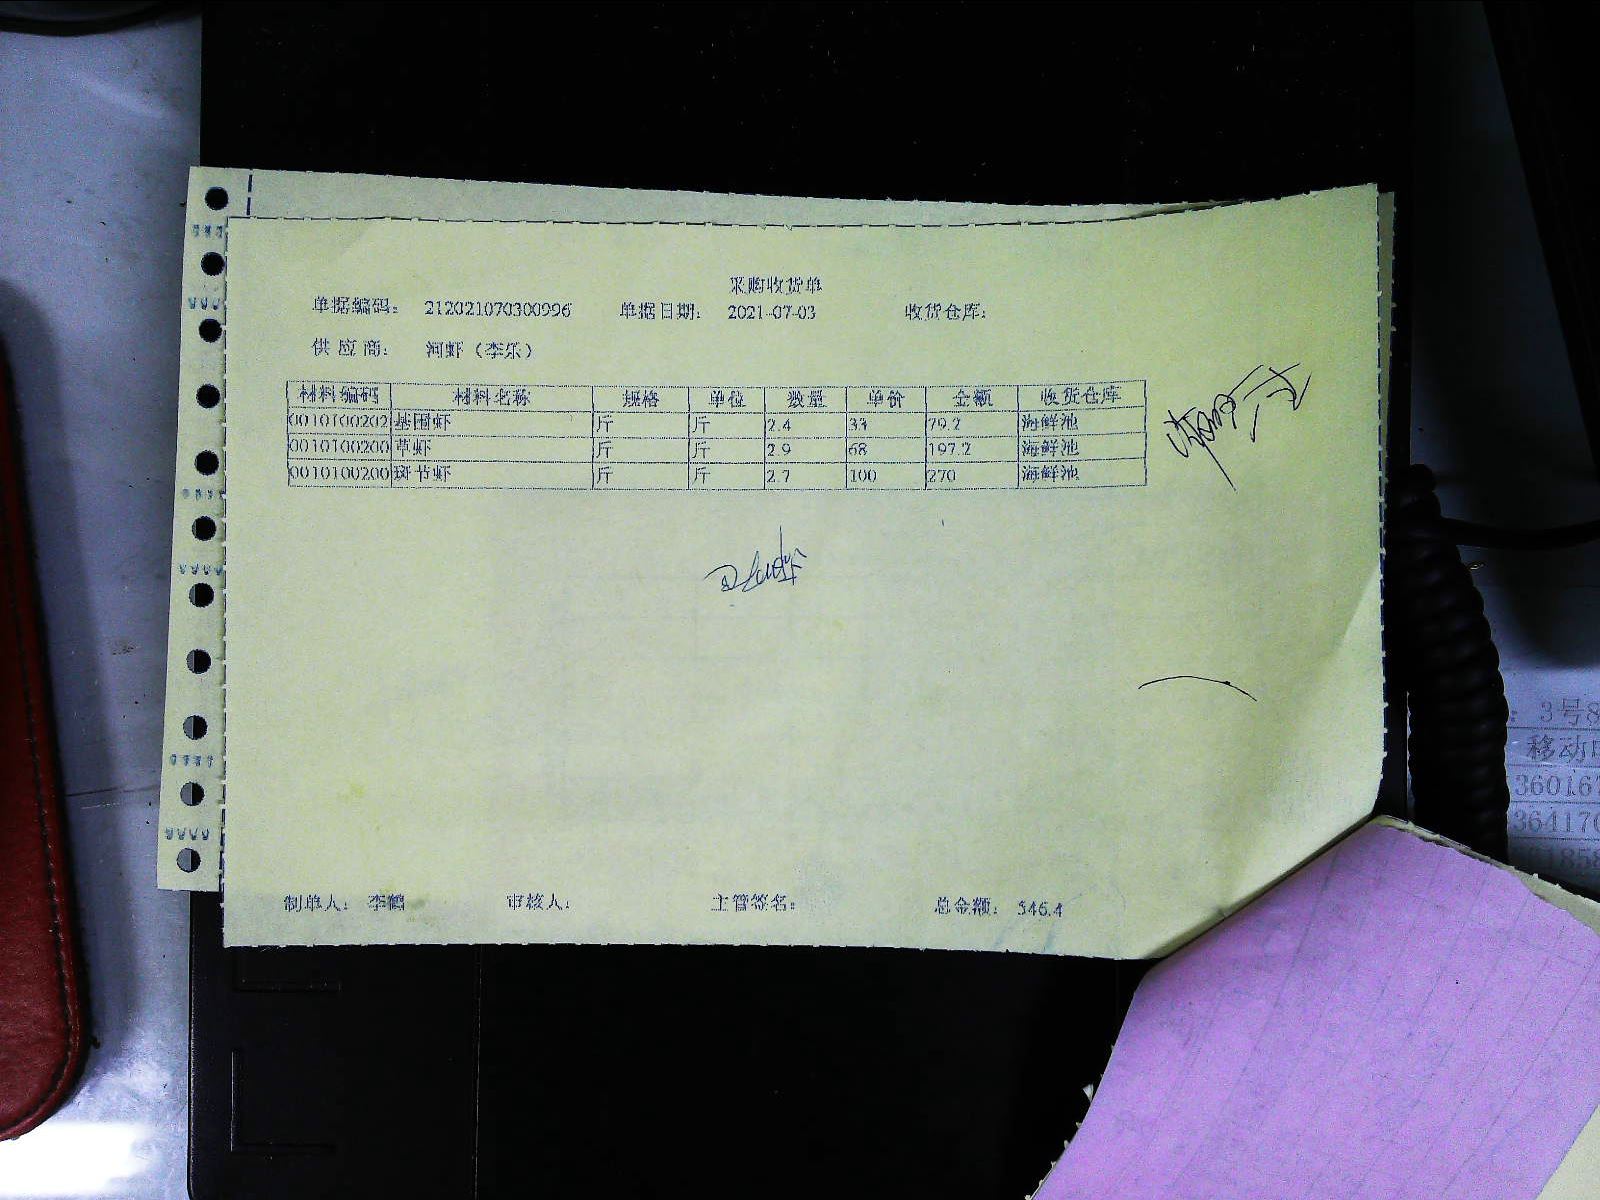 采购收货单
单据编码： 212021070300996 单据日期： 2021-07-03 收货仓库：
供 应 商： 河虾（李乐）
材料编码 材料名称 规格 单位 数量 单价 金额 收货仓库
0010100202 基围虾 斤 斤 2.4 33 79.2 海鲜池
0010100200 草虾 斤 斤 2.9 68 197.2 海鲜池
0010100200 斑节虾 斤 斤 2.7 100 270 海鲜池
制单人： 李鹤 审核人： 主管签名： 总金额： 546.4
3号8
移动
36016
364170